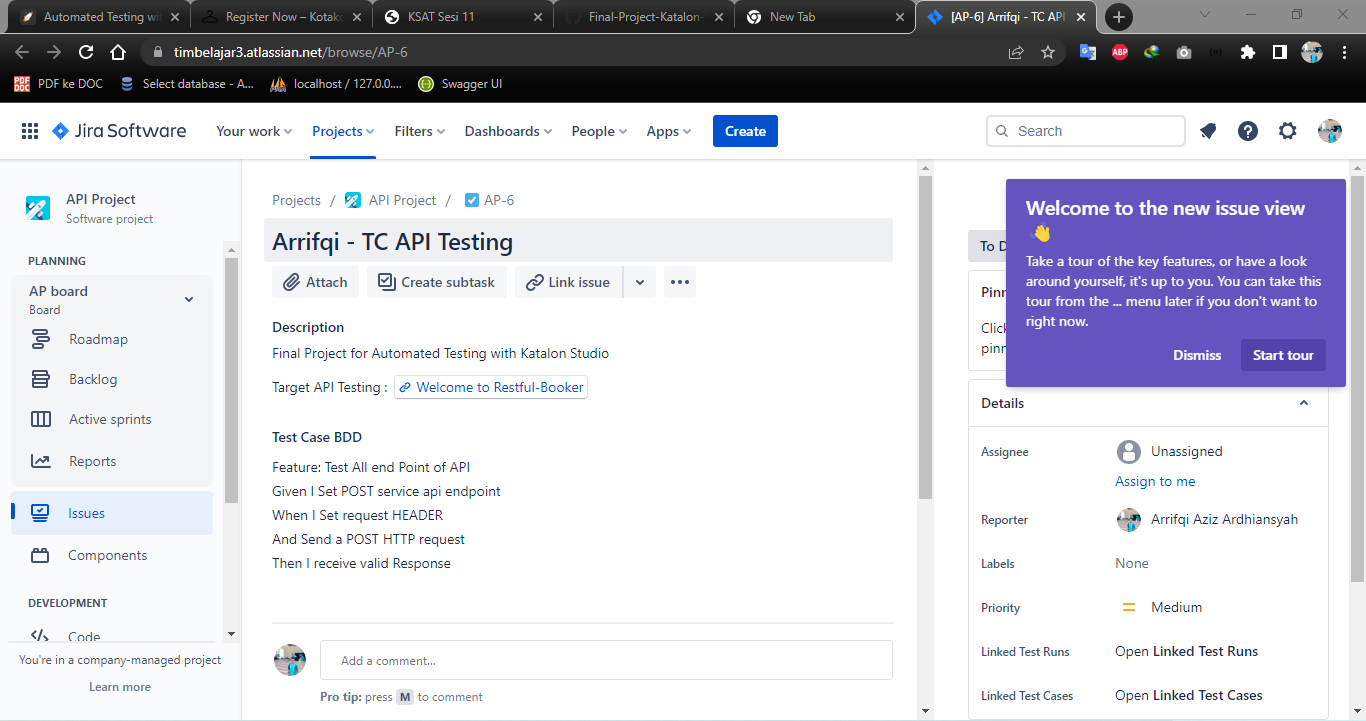 Automated Testing wit
Register Now – Kotako
KSAT Sesi 11
Final-Project-Katalon-
New Tab
[AP-6] Arrifqi - TC API
timbelajar3.atlassian.net/browse/AP-6
ABP
PDF DOC
PDF ke DOC
Select database - A...
localhost / 127.0.0....
Swagger UI
Jira Software
Your work
Projects
Filters
Dashboards
People
Apps
Create
Search
API Project
Software project
PLANNING
AP board
Board
Roadmap
Backlog
Active sprints
Reports
Issues
Components
DEVELOPMENT
Code
You're in a company-managed project
Learn more
Projects / API Project / AP-6
Arrifqi - TC API Testing
Attach
Create subtask
Link issue
Description
Final Project for Automated Testing with Katalon Studio
Target API Testing : Welcome to Restful-Booker
Test Case BDD
Feature: Test All end Point of API
Given I Set POST service api endpoint
When I Set request HEADER
And Send a POST HTTP request
Then I receive valid Response
Add a comment...
Pro tip: press M to comment
To D
Pinn
Click
pinn
Welcome to the new issue view
Take a tour of the key features, or have a look
around yourself, it's up to you. You can take this
tour from the ... menu later if you don't want to
right now.
Dismiss
Start tour
Details
Assignee
Unassigned
Assign to me
Reporter
Arrifqi Aziz Ardhiansyah
Labels
None
Priority
Medium
Linked Test Runs
Open Linked Test Runs
Linked Test Cases
Open Linked Test Cases